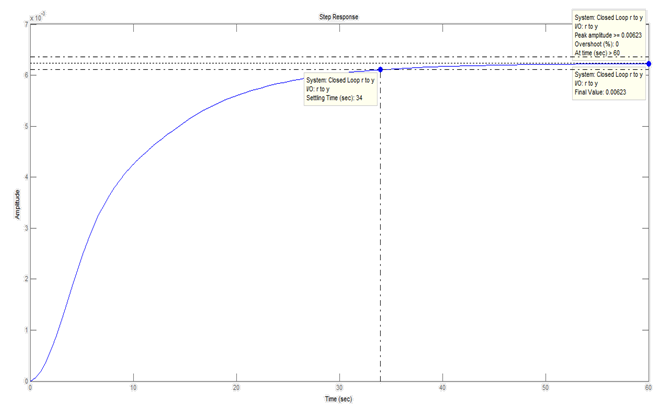 Step Response
x 10⁻³
7
6
5
4
3
2
1
0
Amplitude
System: Closed Loop r to y
I/O: r to y
Peak amplitude >= 0.00623
Overshoot (%): 0
At time (sec) > 60
System: Closed Loop r to y
I/O: r to y
Final Value: 0.00623
System: Closed Loop r to y
I/O: r to y
Settling Time (sec): 34
0 10 20 30 40 50 60
Time (sec)